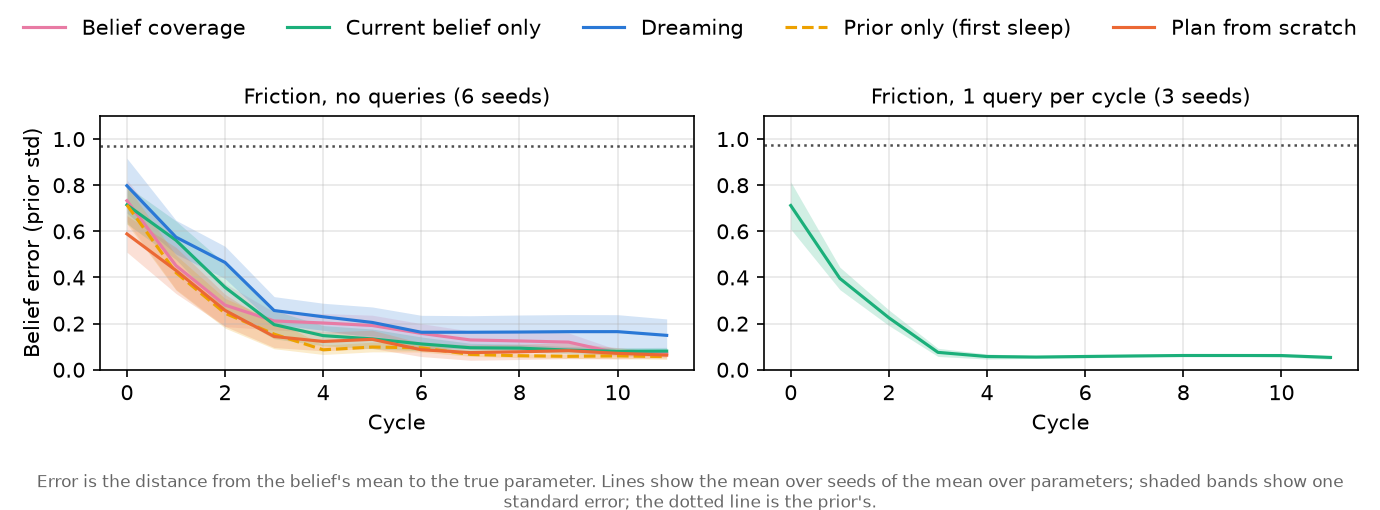 Belief coverage
Current belief only
Dreaming
Prior only (first sleep)
Plan from scratch
Friction, no queries (6 seeds)
Belief error (prior std)
1.0
0.8
0.6
0.4
0.2
0.0
0 2 4 6 8 10
Cycle
Friction, 1 query per cycle (3 seeds)
1.0
0.8
0.6
0.4
0.2
0.0
0 2 4 6 8 10
Cycle
Error is the distance from the belief's mean to the true parameter. Lines show the mean over seeds of the mean over parameters; shaded bands show one
standard error; the dotted line is the prior's.